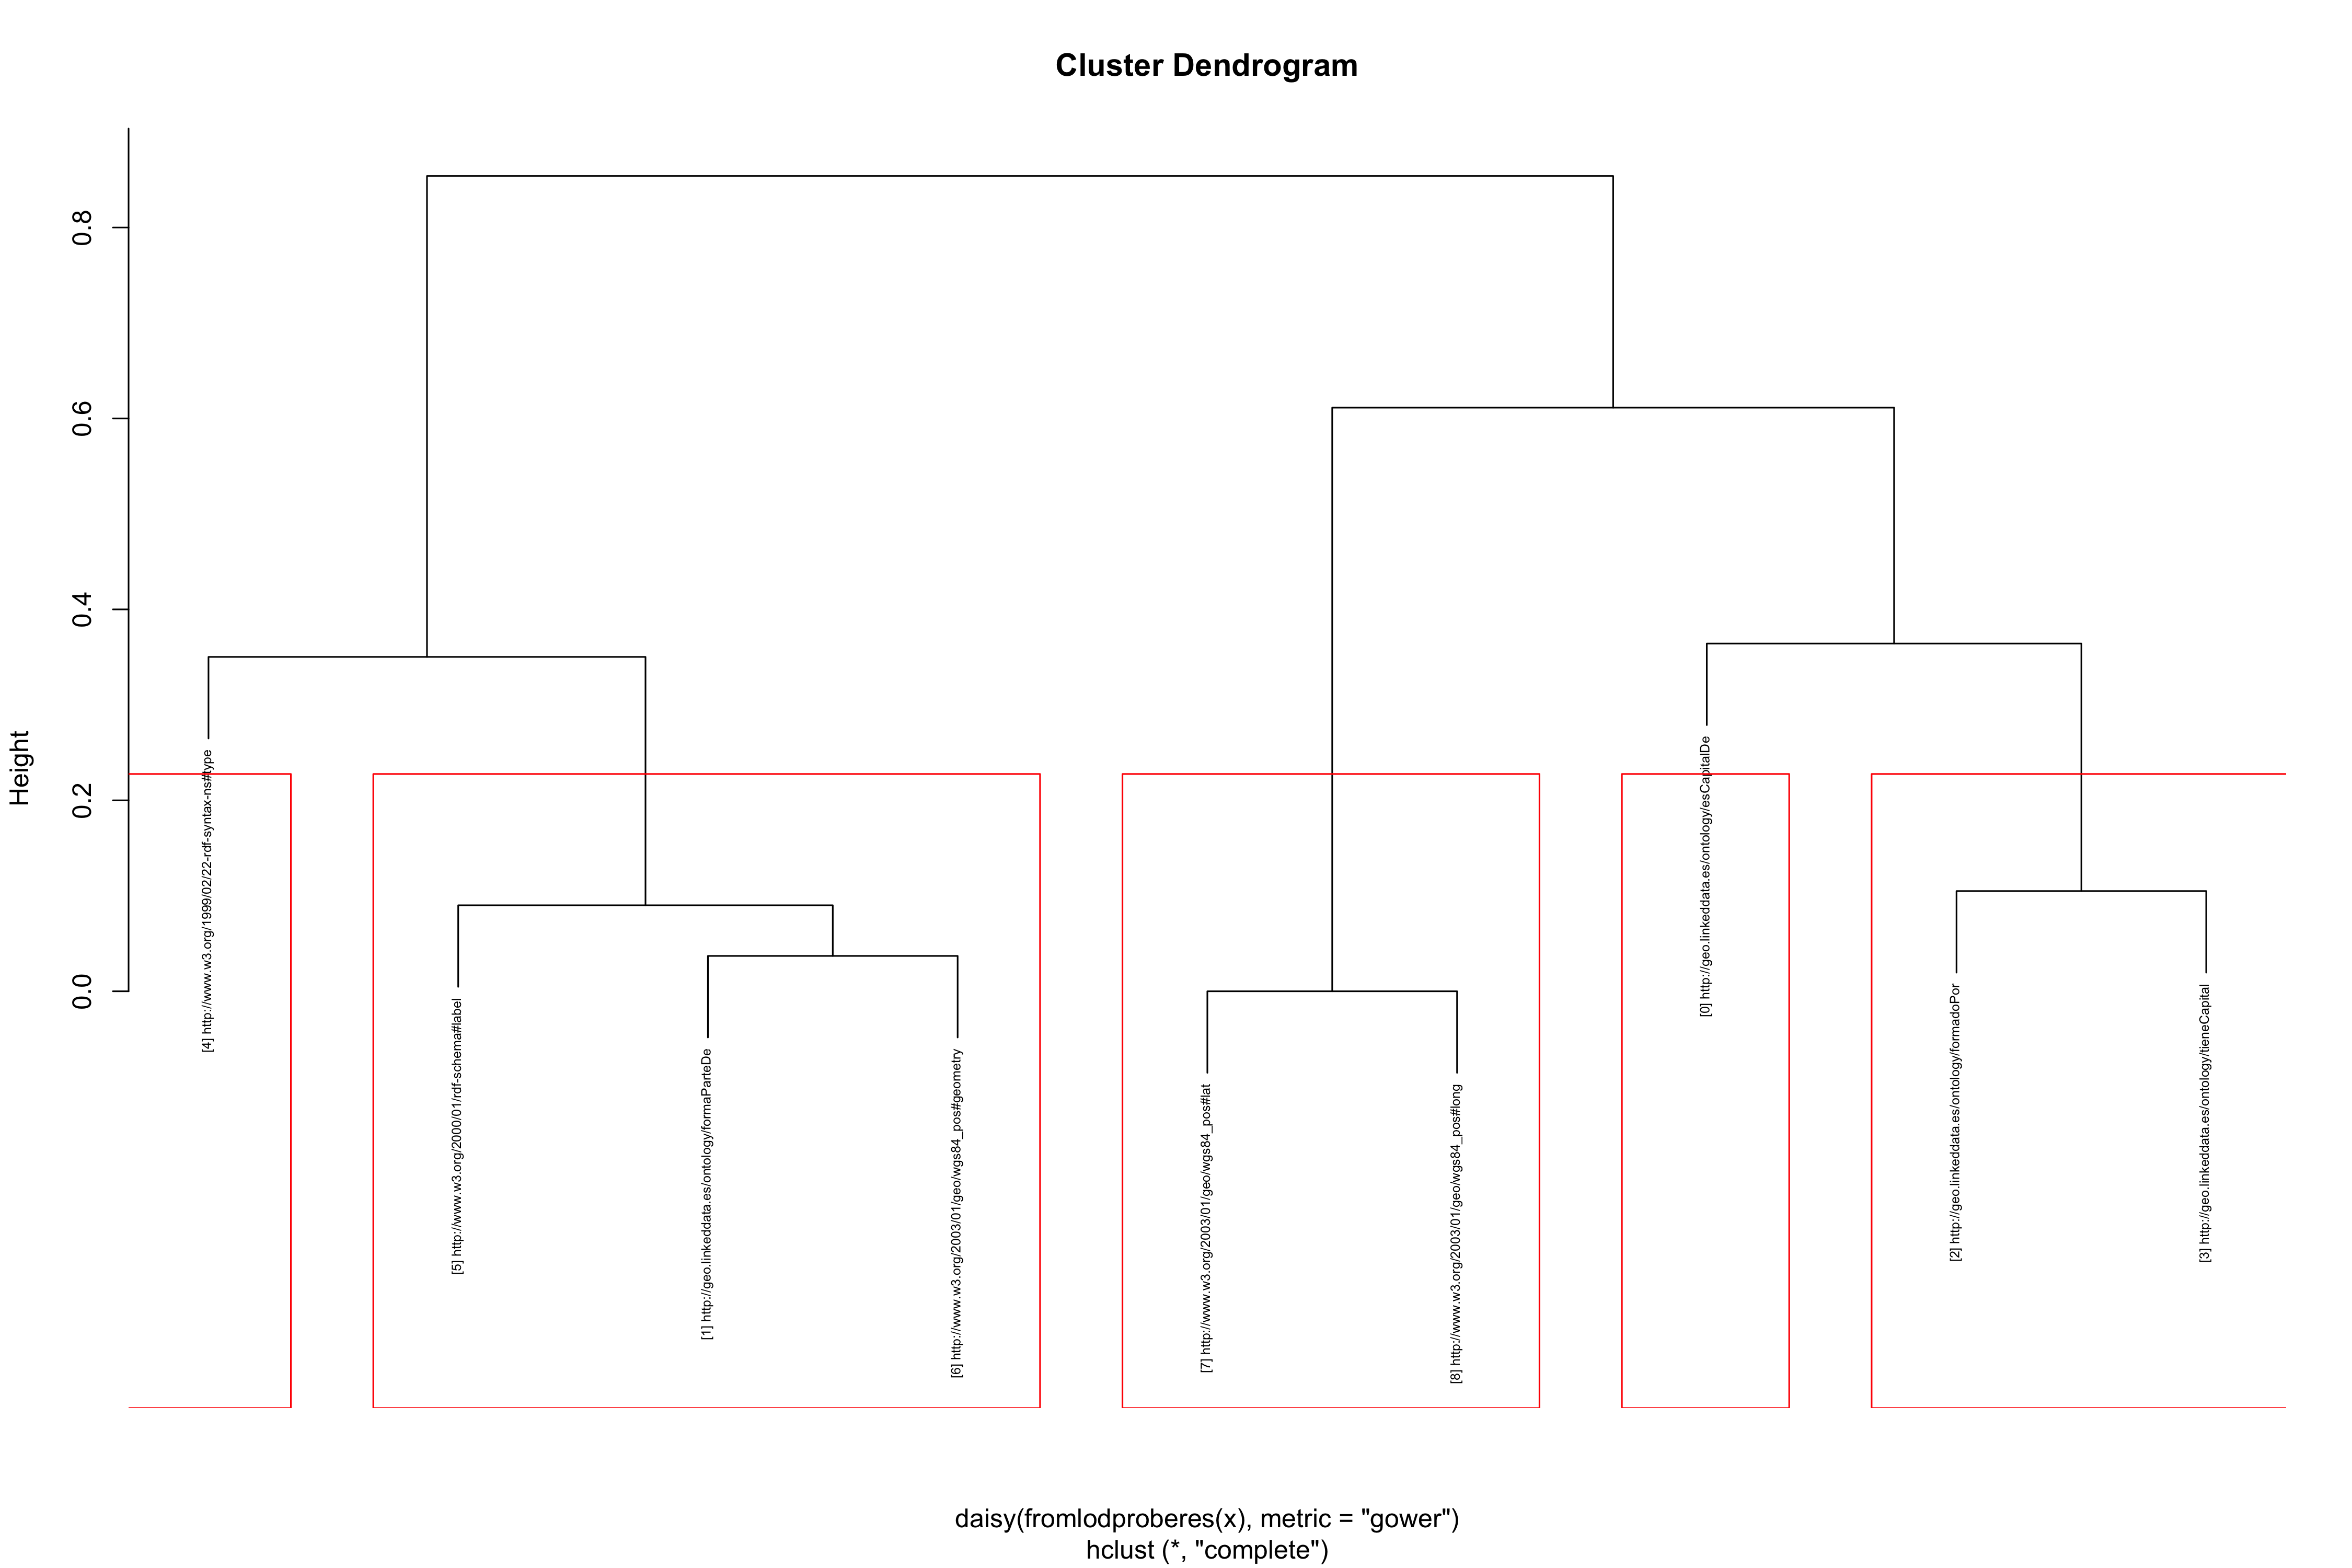 Cluster Dendrogram
Height
0.8
0.6
0.4
0.2
0.0
[4] http://www.w3.org/1999/02/22-rdf-syntax-ns#type
[5] http://www.w3.org/2000/01/rdf-schema#label
[1] http://geo.linkeddata.es/ontology/formaParteDe
[6] http://www.w3.org/2003/01/geo/wgs84_pos#geometry
[7] http://www.w3.org/2003/01/geo/wgs84_pos#lat
[8] http://www.w3.org/2003/01/geo/wgs84_pos#long
[0] http://geo.linkeddata.es/ontology/esCapitalDe
[2] http://geo.linkeddata.es/ontology/formadoPor
[3] http://geo.linkeddata.es/ontology/tieneCapital
daisy(fromlodproberes(x), metric = "gower")
hclust (*, "complete")